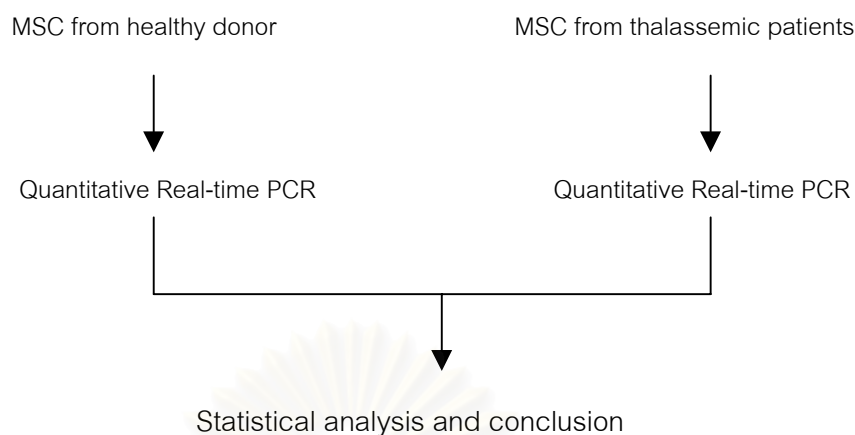 MSC from healthy donor
MSC from thalassemic patients
Quantitative Real-time PCR
Quantitative Real-time PCR
Statistical analysis and conclusion